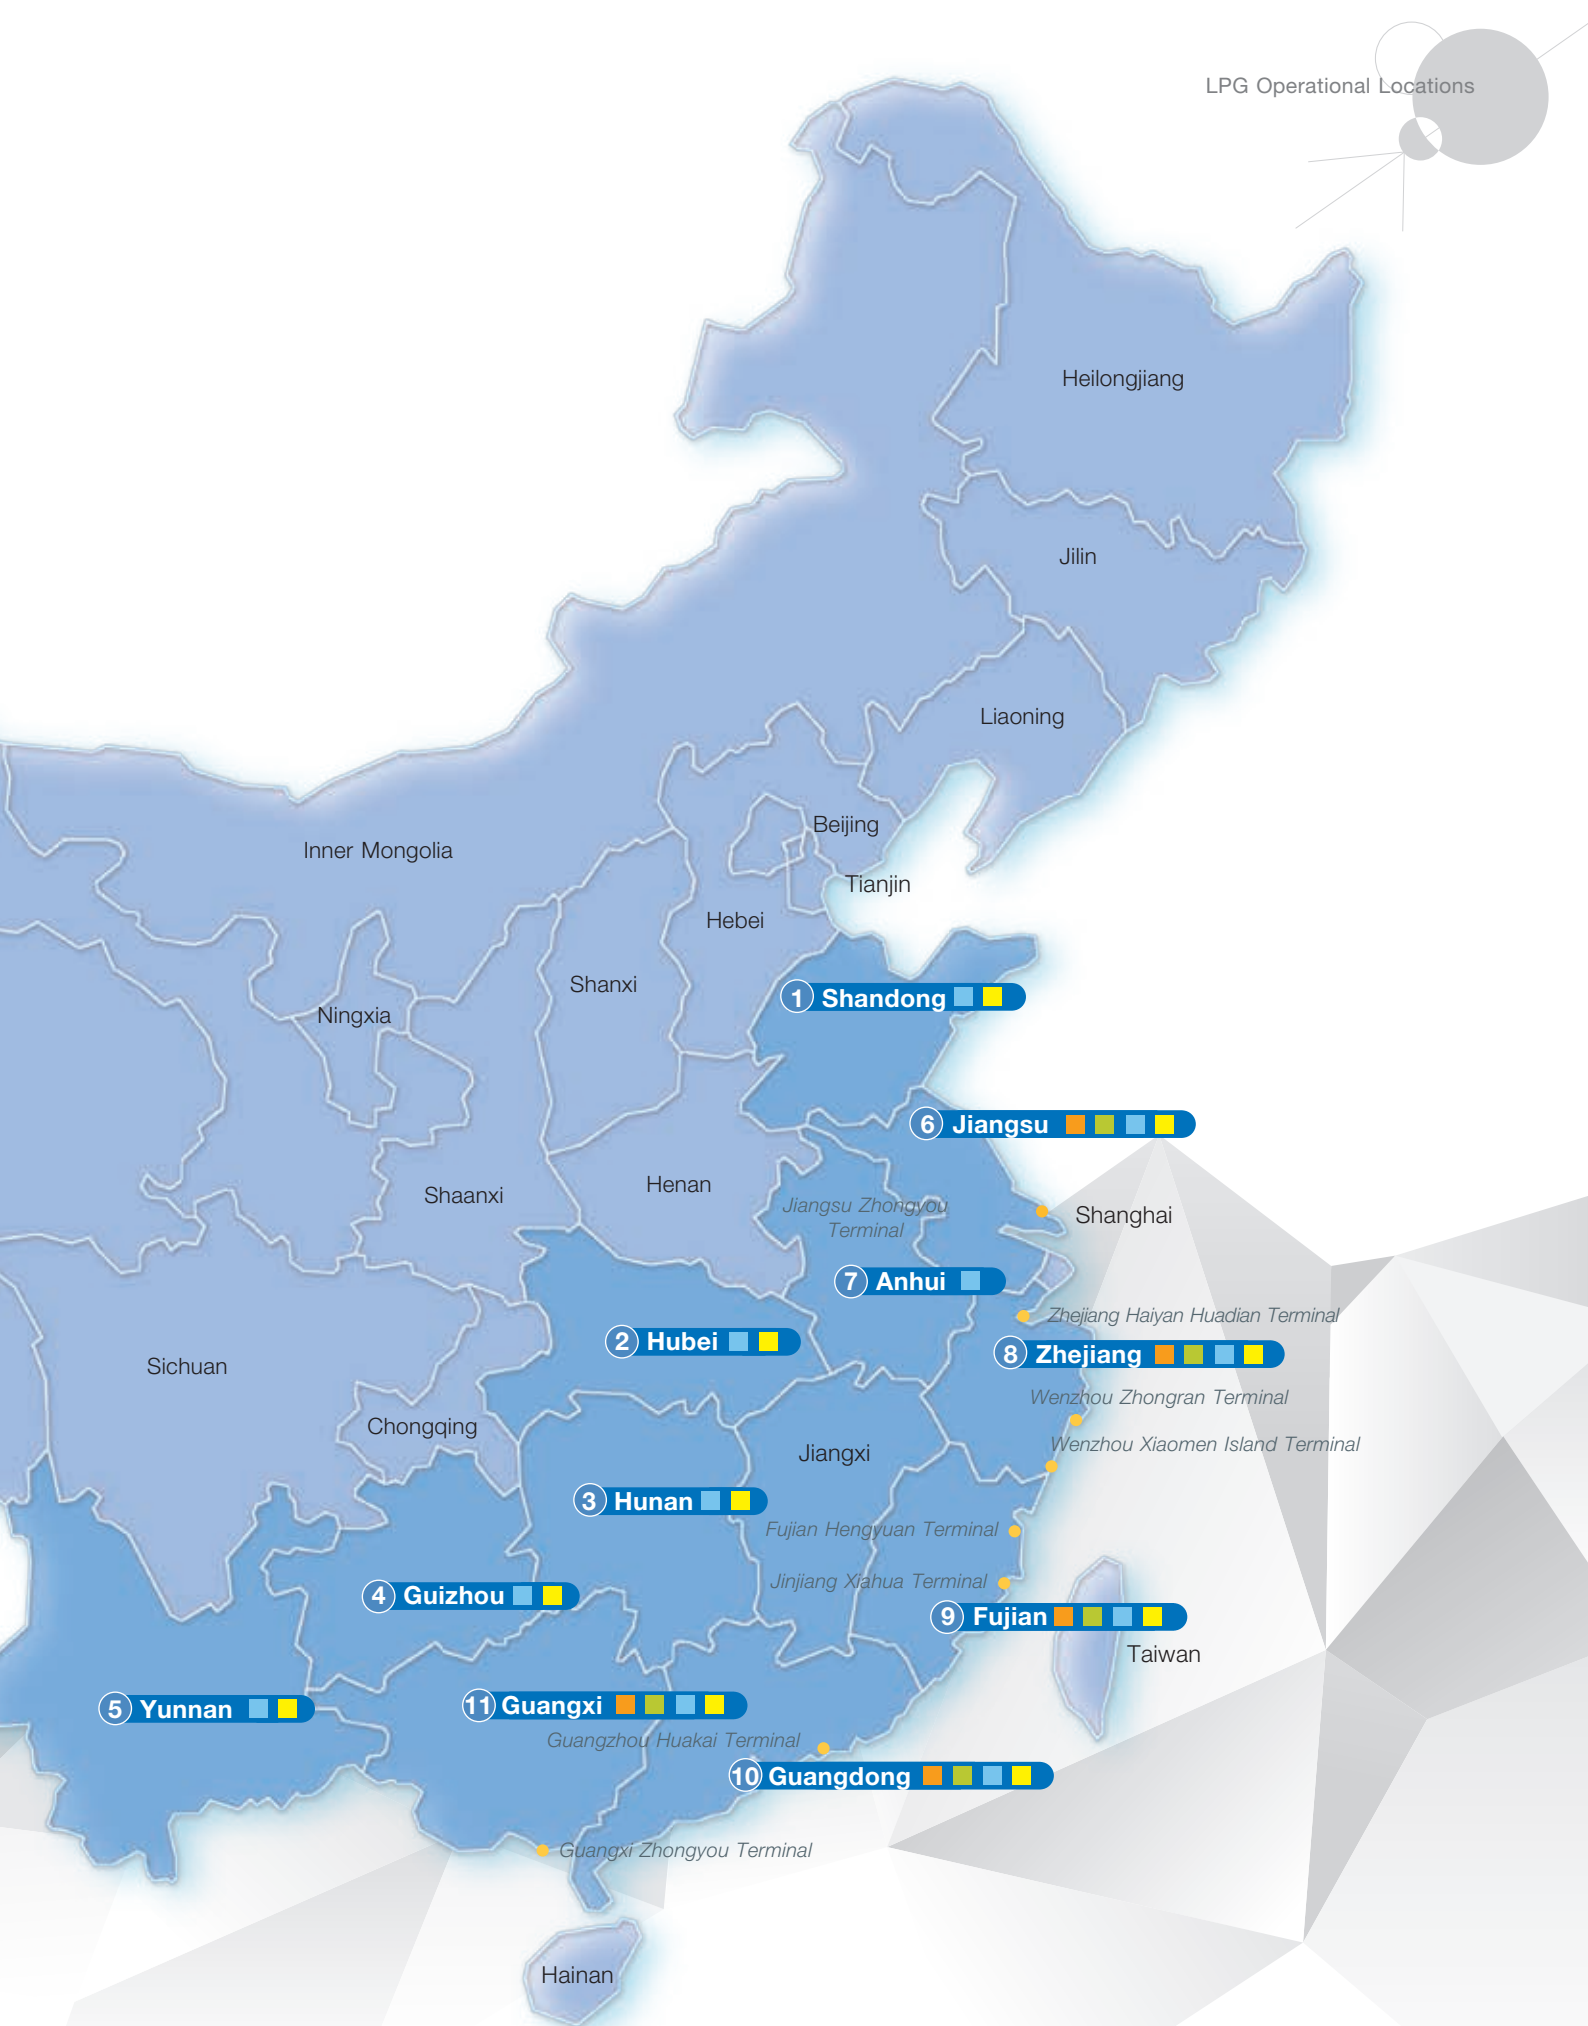 LPG Operational Locations
Heilongjiang
Jilin
Liaoning
Beijing
Inner Mongolia
Tianjin
Hebei
Shanxi
1 Shandong
Ningxia
6 Jiangsu
Henan
Shaanxi
Jiangsu Zhongyou
Terminal
Shanghai
7 Anhui
Zhejiang Haiyan Huadian Terminal
2 Hubei
8 Zhejiang
Sichuan
Wenzhou Zhongran Terminal
Chongqing
Wenzhou Xiaomen Island Terminal
Jiangxi
3 Hunan
Fujian Hengyuan Terminal
Jinjiang Xiahua Terminal
4 Guizhou
9 Fujian
Taiwan
5 Yunnan
11 Guangxi
Guangzhou Huakai Terminal
10 Guangdong
Guangxi Zhongyou Terminal
Hainan